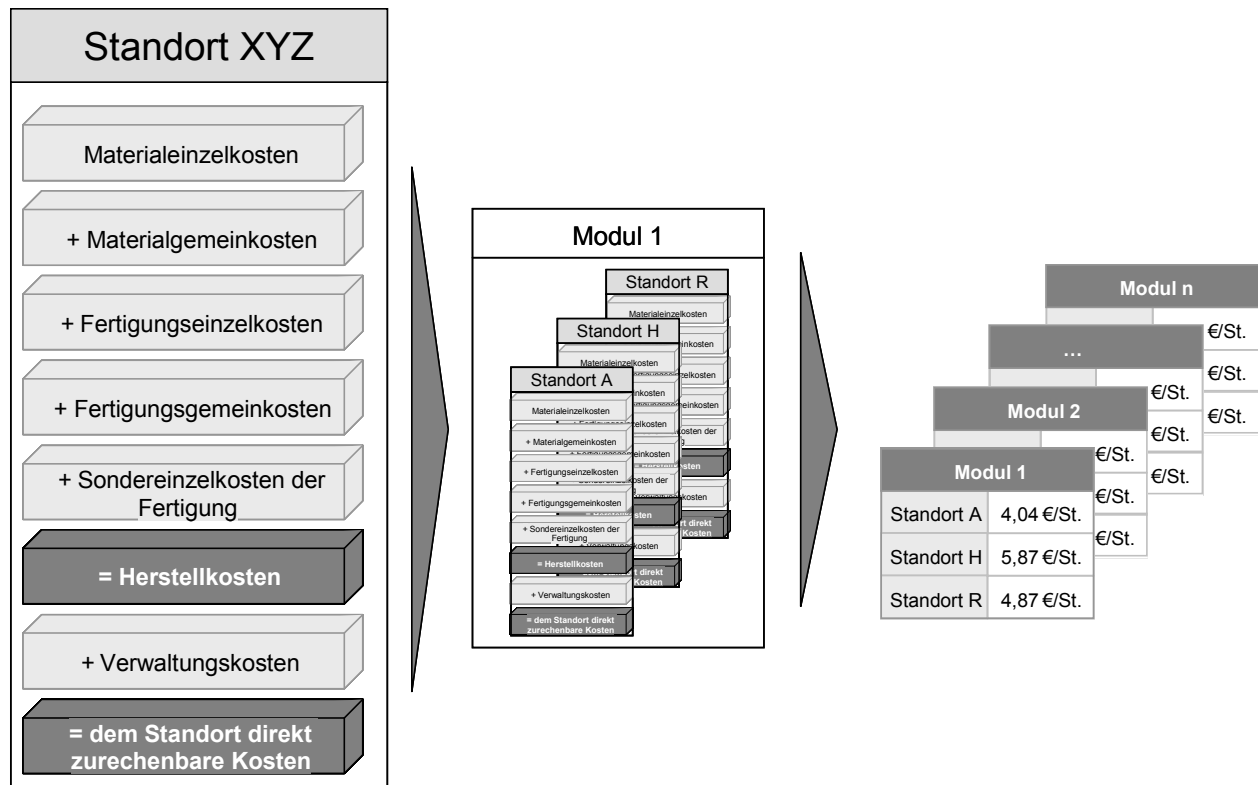 Standort XYZ
Materialeinzelkosten
+ Materialgemeinkosten
+ Fertigungseinzelkosten
+ Fertigungsgemeinkosten
+ Sondereinzelkosten der
Fertigung
= Herstellkosten
+ Verwaltungskosten
= dem Standort direkt
zurechenbare Kosten
Modul 1
Standort R
Materialeinzelkosten
Standort H
Materialeinzelkosten
Standort A
Materialeinzelkosten
+ Materialgemeinkosten
+ Fertigungseinzelkosten
+ Fertigungsgemeinkosten
+ Sondereinzelkosten der
Fertigung
= Herstellkosten
+ Verwaltungskosten
= dem Standort direkt
zurechenbare Kosten
Modul n
€/St.
€/St.
€/St.
…
€/St.
€/St.
€/St.
Modul 2
€/St.
€/St.
€/St.
Modul 1
Standort A 4,04 €/St.
Standort H 5,87 €/St.
Standort R 4,87 €/St.